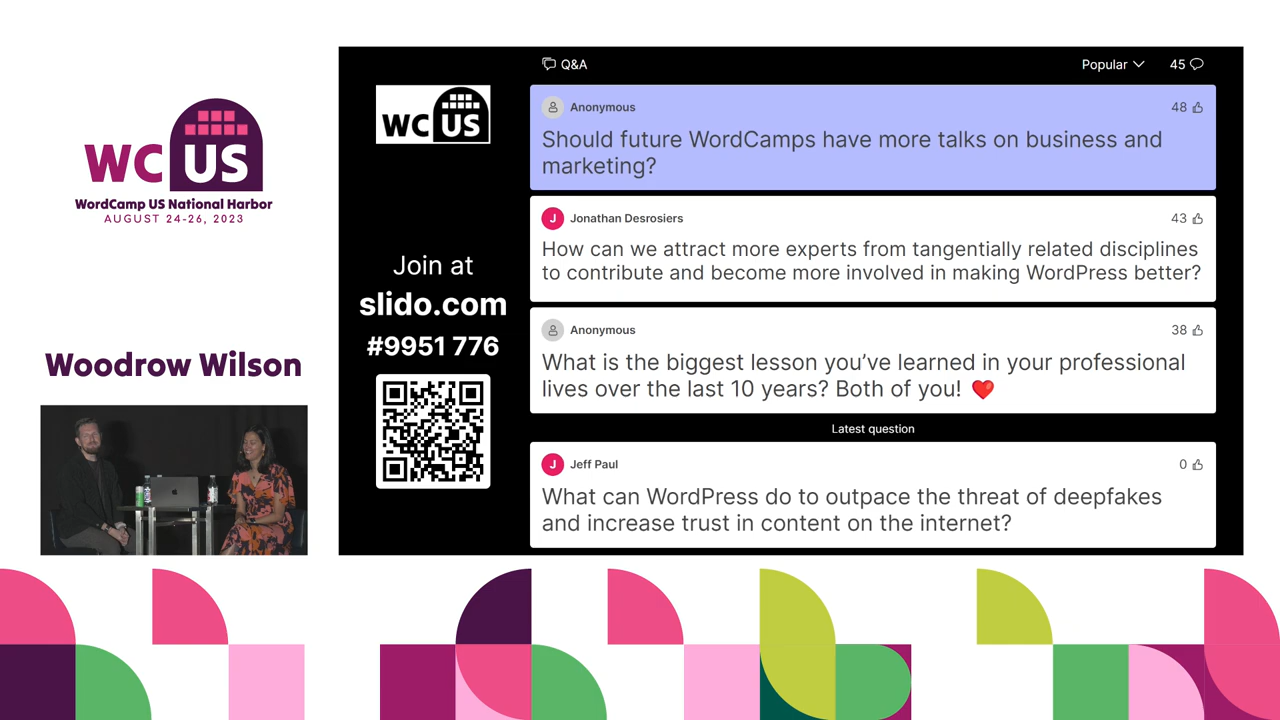 WC US
WordCamp US National Harbor
AUGUST 24-26, 2023
Woodrow Wilson
WC US
Join at
slido.com
#9951 776
Q&A
Popular
45
Anonymous
48
Should future WordCamps have more talks on business and
marketing?
J
Jonathan Desrosiers
43
How can we attract more experts from tangentially related disciplines
to contribute and become more involved in making WordPress better?
Anonymous
38
What is the biggest lesson you’ve learned in your professional
lives over the last 10 years? Both of you! ❤️
Latest question
J
Jeff Paul
0
What can WordPress do to outpace the threat of deepfakes
and increase trust in content on the internet?